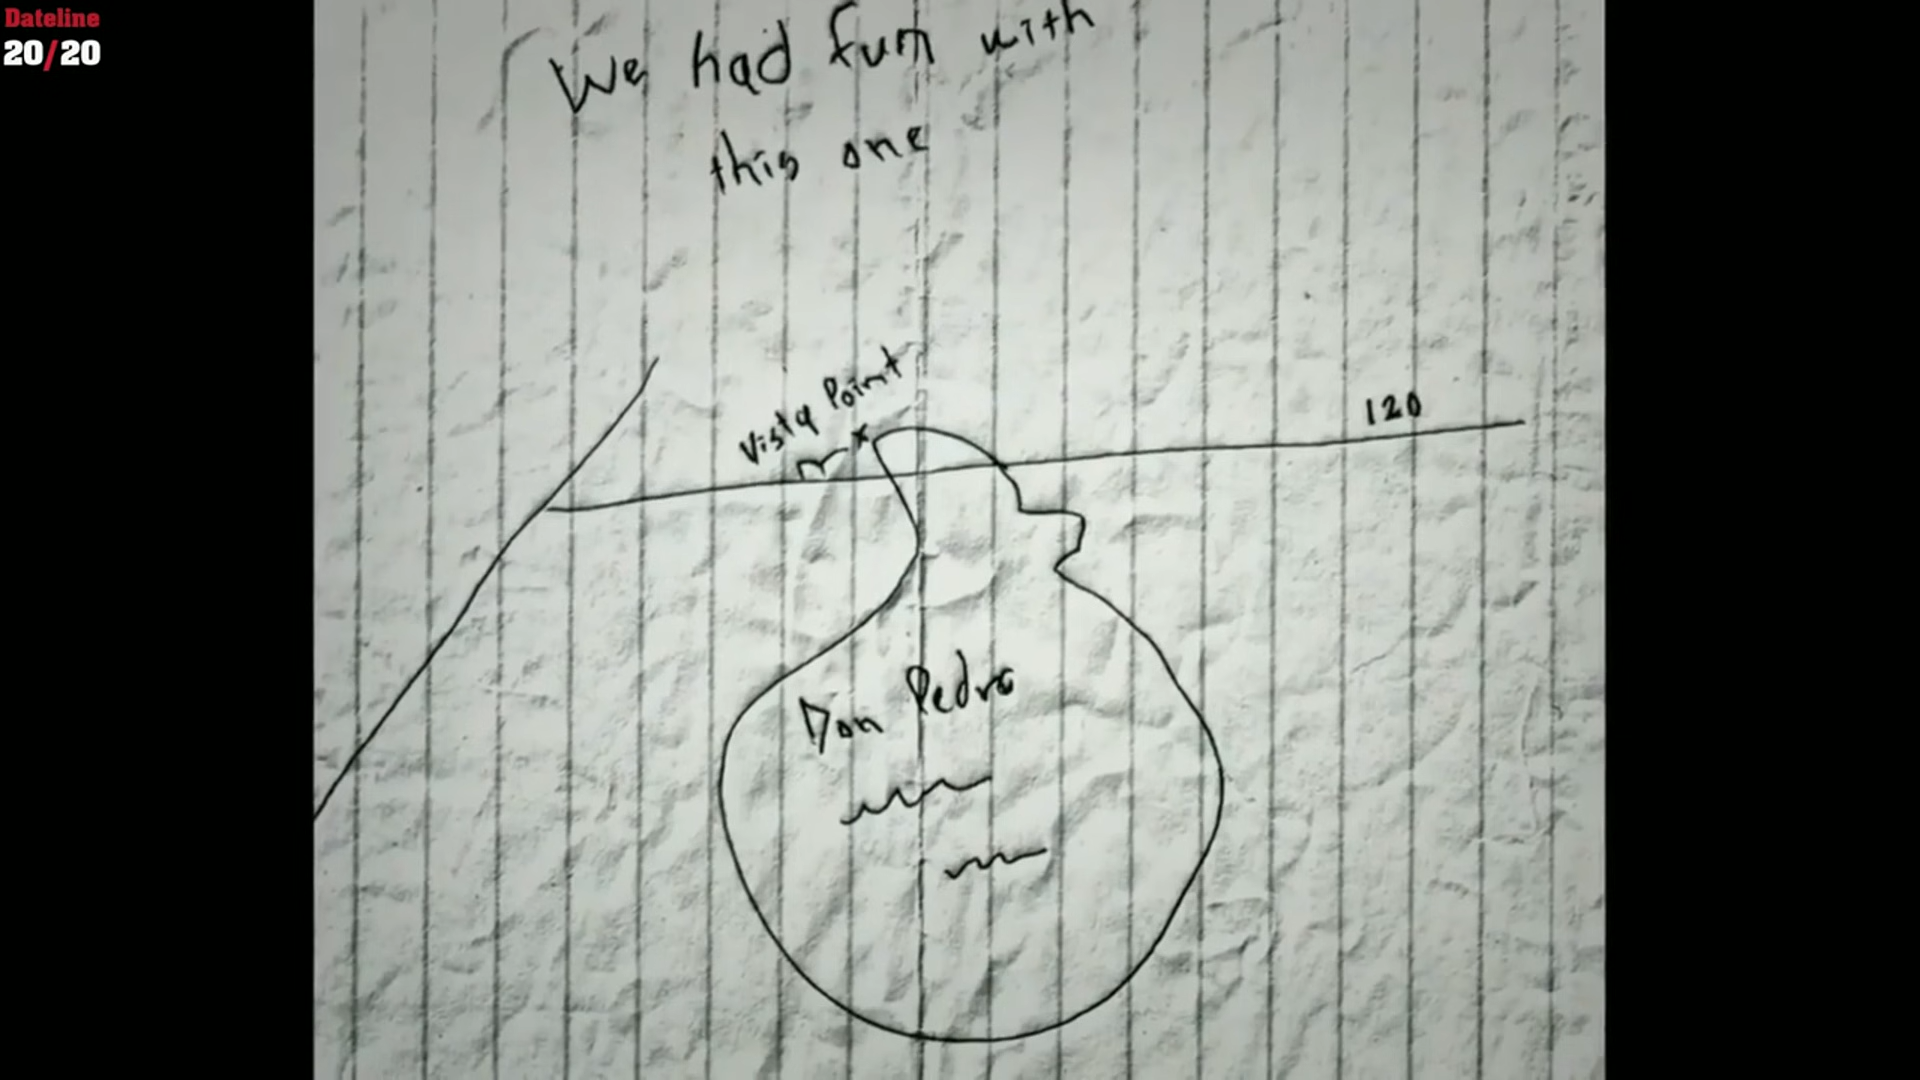 Dateline
20/20
We had fun with
this one
Vista Point
120
Don Pedro